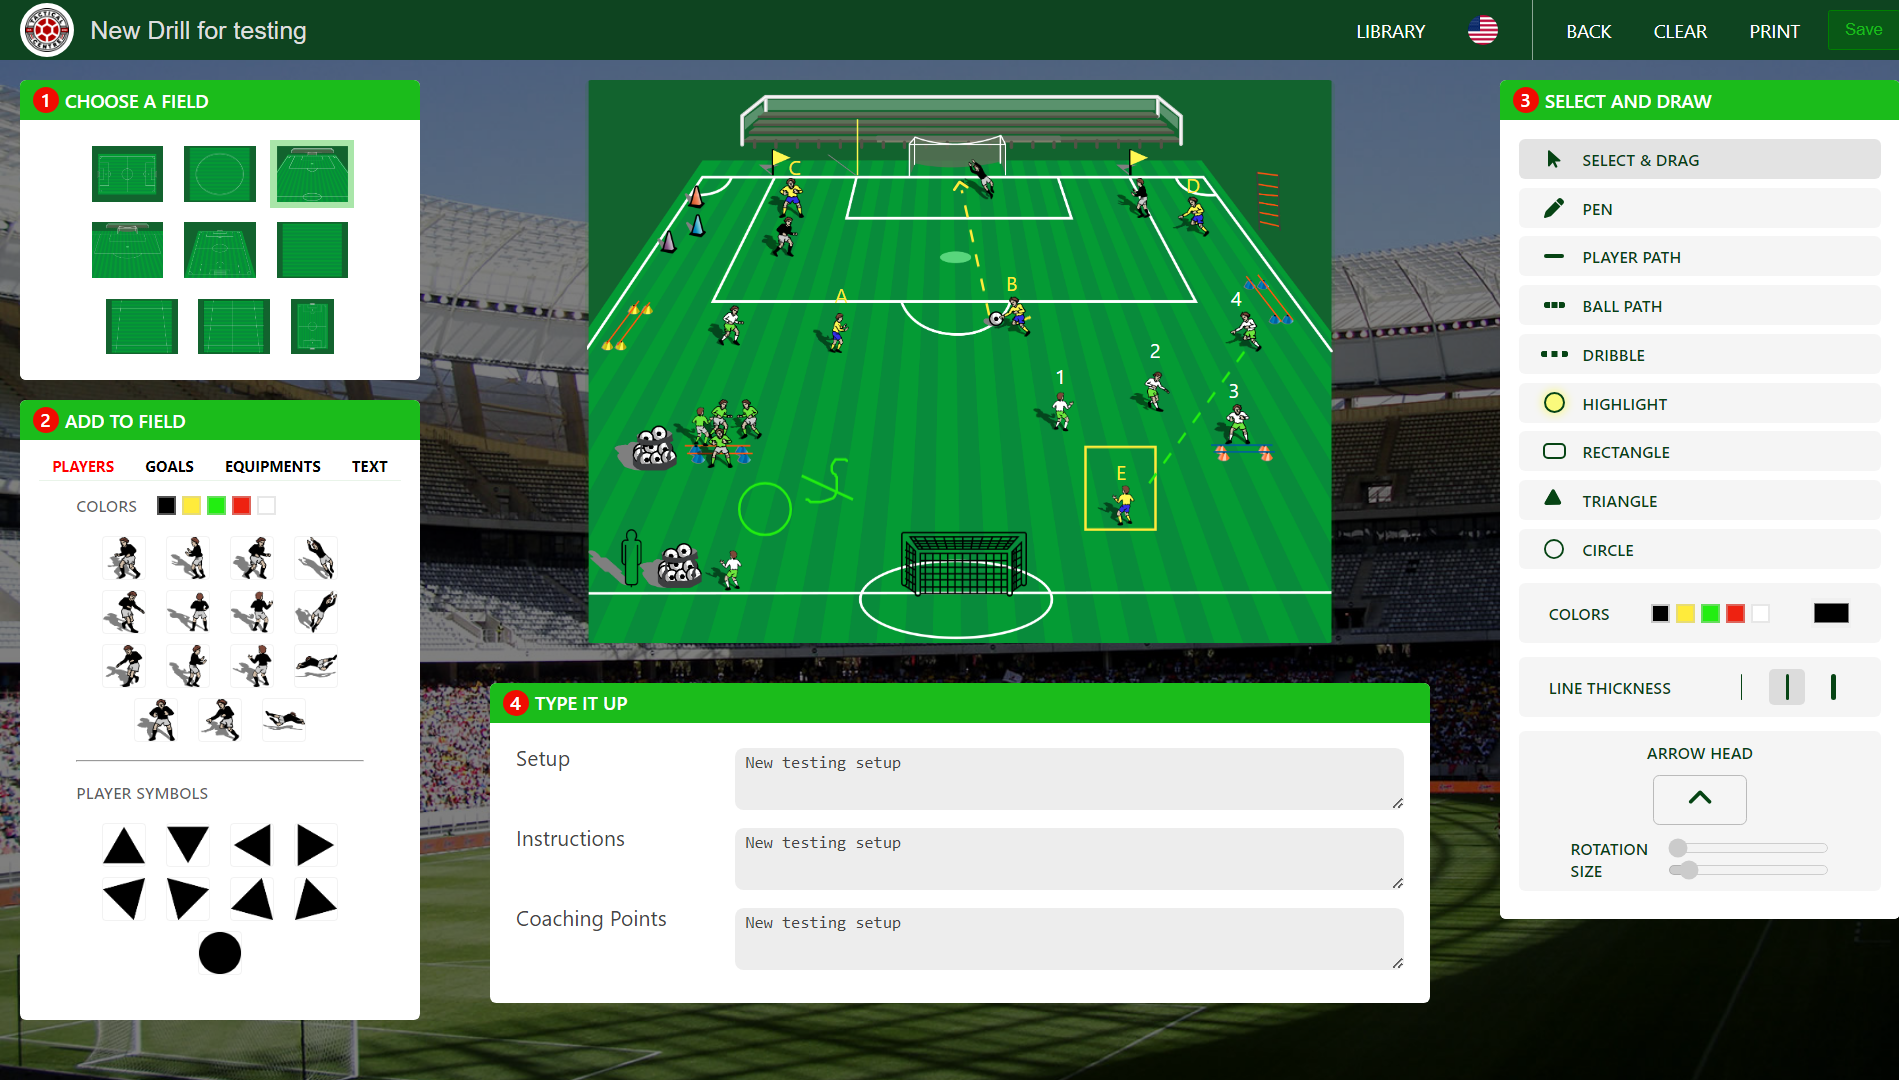 TACTICAL
CENTRE
New Drill for testing
LIBRARY
BACK
CLEAR
PRINT
Save
1 CHOOSE A FIELD
2 ADD TO FIELD
PLAYERS
GOALS
EQUIPMENTS
TEXT
COLORS
PLAYER SYMBOLS
C
D
A
B
4
2
1
3
E
4 TYPE IT UP
Setup
New testing setup
Instructions
New testing setup
Coaching Points
New testing setup
3 SELECT AND DRAW
SELECT & DRAG
PEN
PLAYER PATH
BALL PATH
DRIBBLE
HIGHLIGHT
RECTANGLE
TRIANGLE
CIRCLE
COLORS
LINE THICKNESS
ARROW HEAD
ROTATION
SIZE